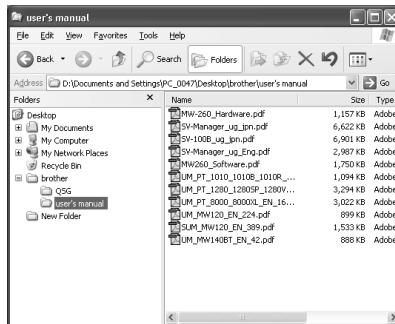 user's manual
File Edit View Favorites Tools Help
Back Search Folders
Address D:\Documents and Settings\PC_0047\Desktop\brother\user's manual Go
Folders
Desktop
My Documents
My Computer
My Network Places
Recycle Bin
brother
QSG
user's manual
New Folder
Name Size Type
MW-260_Hardware.pdf 1,157 KB Adobe
SV-Manager_ug_jpn.pdf 6,622 KB Adobe
SV-100B_ug_jpn.pdf 6,901 KB Adobe
SV-Manager_ug_Eng.pdf 2,987 KB Adobe
MW260_Software.pdf 1,750 KB Adobe
UM_PT_1010_1010B_1010R_... 1,094 KB Adobe
UM_PT_1280_1280SP_1280V... 3,294 KB Adobe
UM_PT_8000_8000XL_EN_16... 3,022 KB Adobe
UM_MW120_EN_224.pdf 899 KB Adobe
SUM_MW120_EN_389.pdf 1,533 KB Adobe
UM_MW140BT_EN_42.pdf 888 KB Adobe